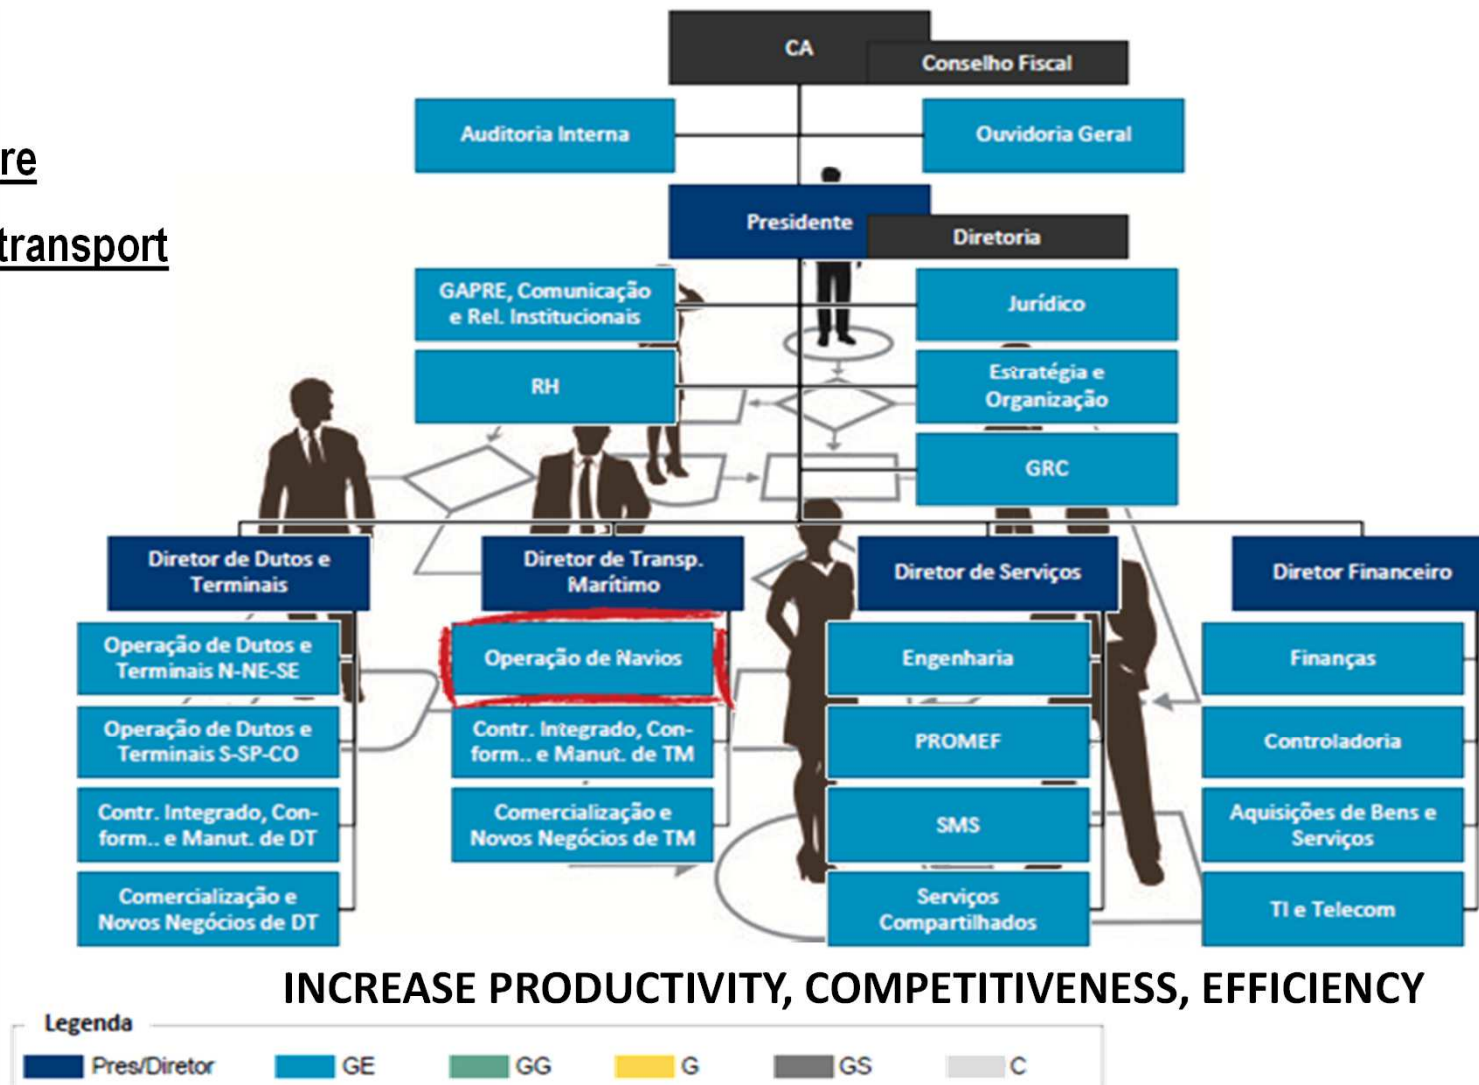 CA
Conselho Fiscal
Auditoria Interna
Ouvidoria Geral
re
transport
Presidente
Diretoria
GAPRE, Comunicação
e Rel. Institucionais
Jurídico
RH
Estratégia e
Organização
GRC
Diretor de Dutos e
Terminais
Diretor de Transp.
Marítimo
Diretor de Serviços
Diretor Financeiro
Operação de Dutos e
Terminais N-NE-SE
Operação de Navios
Engenharia
Finanças
Operação de Dutos e
Terminais S-SP-CO
Contr. Integrado, Con-
form.. e Manut. de TM
PROMEF
Controladoria
Contr. Integrado, Con-
form.. e Manut. de DT
Comercialização e
Novos Negócios de TM
SMS
Aquisições de Bens e
Serviços
Comercialização e
Novos Negócios de DT
Serviços
Compartilhados
TI e Telecom
INCREASE PRODUCTIVITY, COMPETITIVENESS, EFFICIENCY
Legenda
Pres/Diretor GE GG G GS C